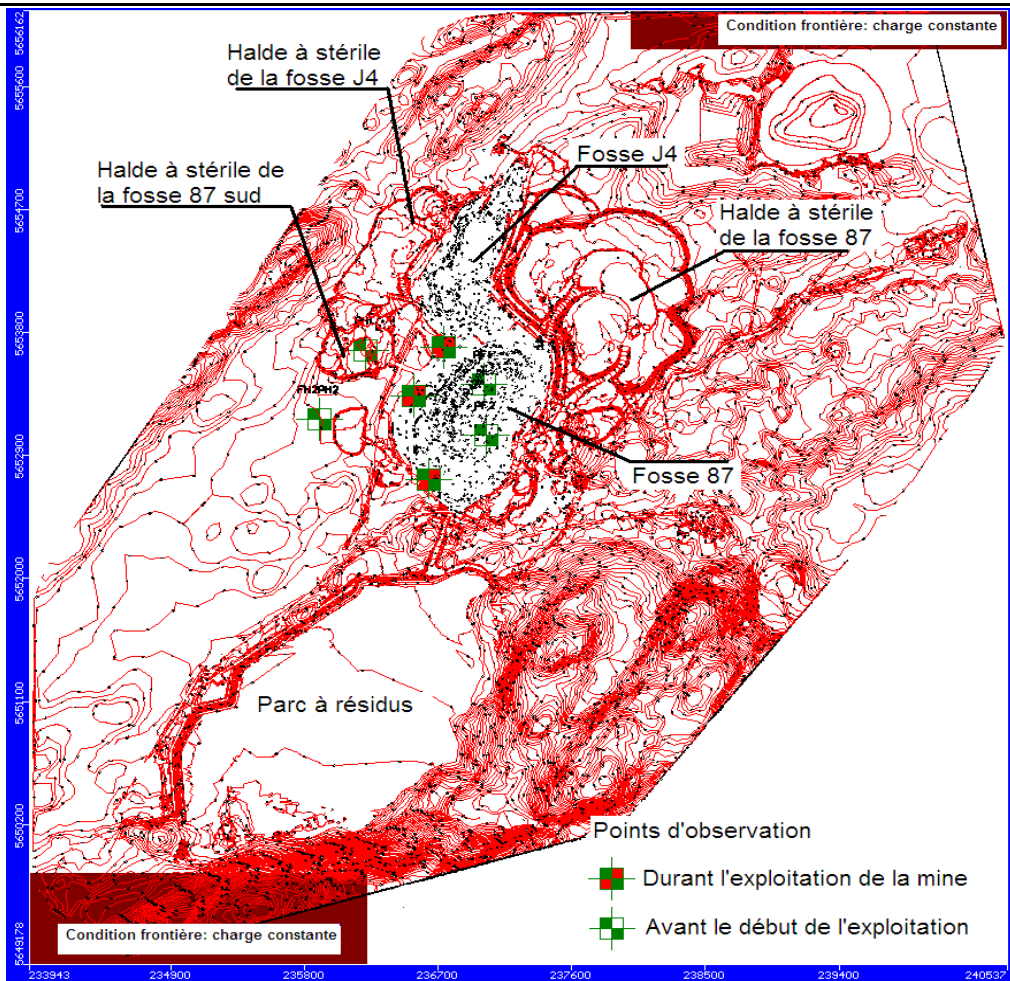 Condition frontière: charge constante
Halde à stérile
de la fosse J4
Fosse J4
Halde à stérile de
la fosse 87 sud
Halde à stérile
de la fosse 87
Fosse 87
Parc à résidus
Points d'observation
Durant l'exploitation de la mine
Avant le début de l'exploitation
Condition frontière: charge constante
5656162
5655600
5654700
5653800
5652900
5652000
5651100
5650200
5649178
233943
234900
235800
236700
237600
238500
239400
240537